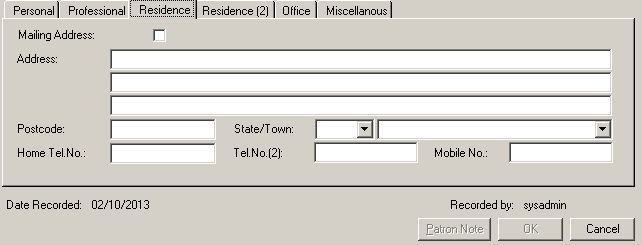 Personal Professional Residence Residence (2) Office Miscellanous
Mailing Address:
Address:
Postcode: State/Town:
Home Tel.No.: Tel.No.(2): Mobile No.:
Date Recorded: 02/10/2013 Recorded by: sysadmin
Patron Note OK Cancel